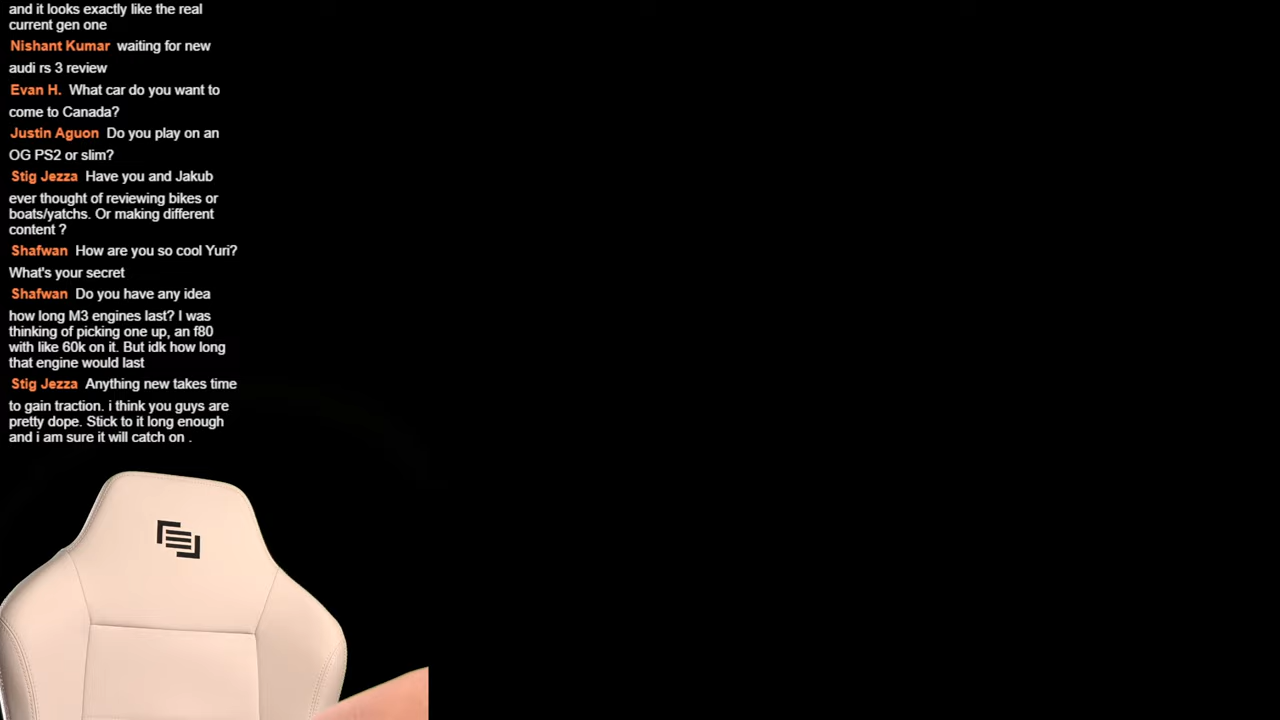 and it looks exactly like the real
current gen one
Nishant Kumar waiting for new
audi rs 3 review
Evan H. What car do you want to
come to Canada?
Justin Aguon Do you play on an
OG PS2 or slim?
Stig Jezza Have you and Jakub
ever thought of reviewing bikes or
boats/yatchs. Or making different
content ?
Shafwan How are you so cool Yuri?
What's your secret
Shafwan Do you have any idea
how long M3 engines last? I was
thinking of picking one up, an f80
with like 60k on it. But idk how long
that engine would last
Stig Jezza Anything new takes time
to gain traction. i think you guys are
pretty dope. Stick to it long enough
and i am sure it will catch on .